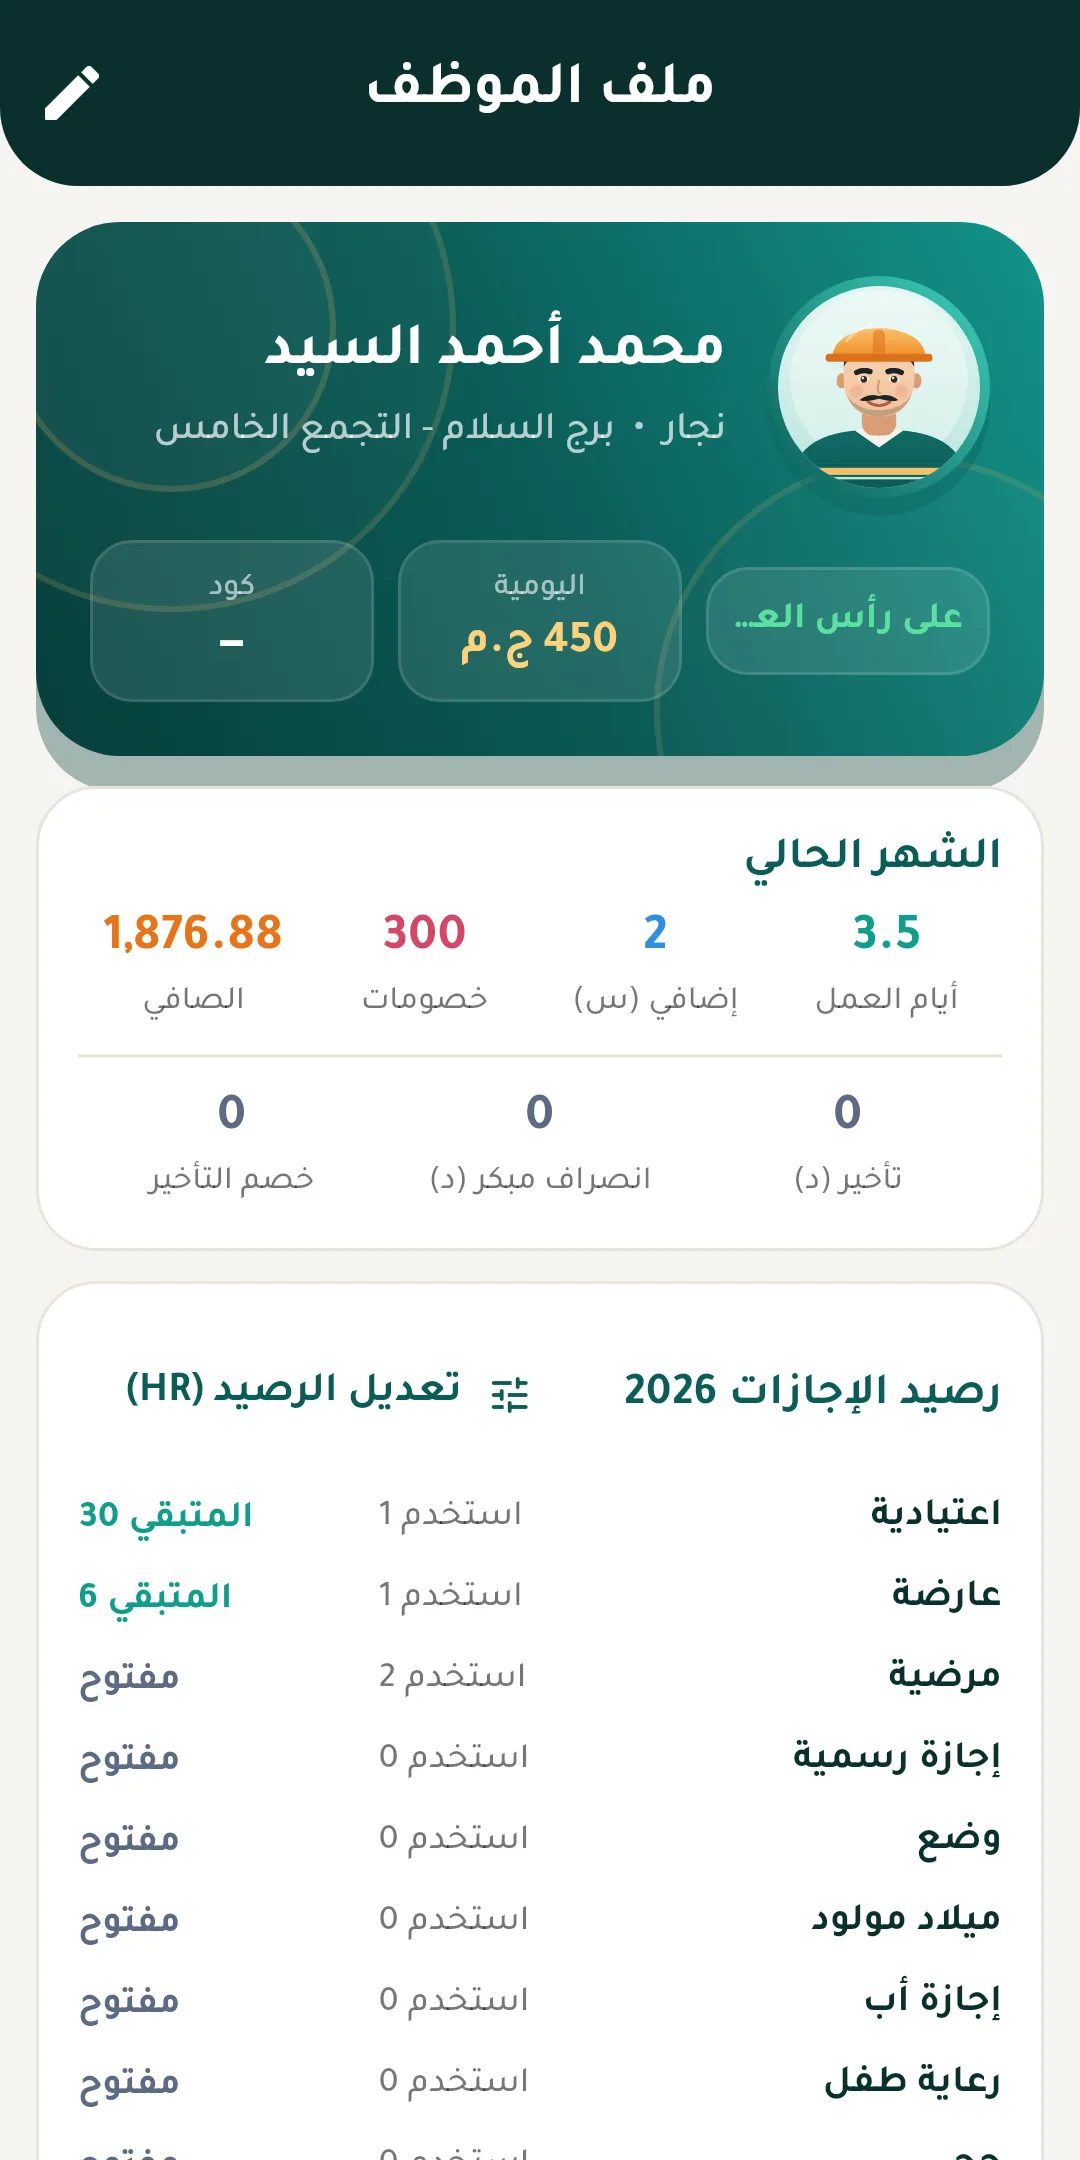 ملف الموظف
محمد أحمد السيد
نجار • برج السلام - التجمع الخامس
على رأس العـ...
اليومية
450 ج.م
كود
–
الشهر الحالي
3.5 2 300 1,876.88
أيام العمل إضافي (س) خصومات الصافي
0 0 0
تأخير (د) انصراف مبكر (د) خصم التأخير
رصيد الإجازات 2026 تعديل الرصيد (HR)
اعتيادية استخدم 1 المتبقي 30
عارضة استخدم 1 المتبقي 6
مرضية استخدم 2 مفتوح
إجازة رسمية استخدم 0 مفتوح
وضع استخدم 0 مفتوح
ميلاد مولود استخدم 0 مفتوح
إجازة أب استخدم 0 مفتوح
رعاية طفل استخدم 0 مفتوح
استخدم 0 مفتوح